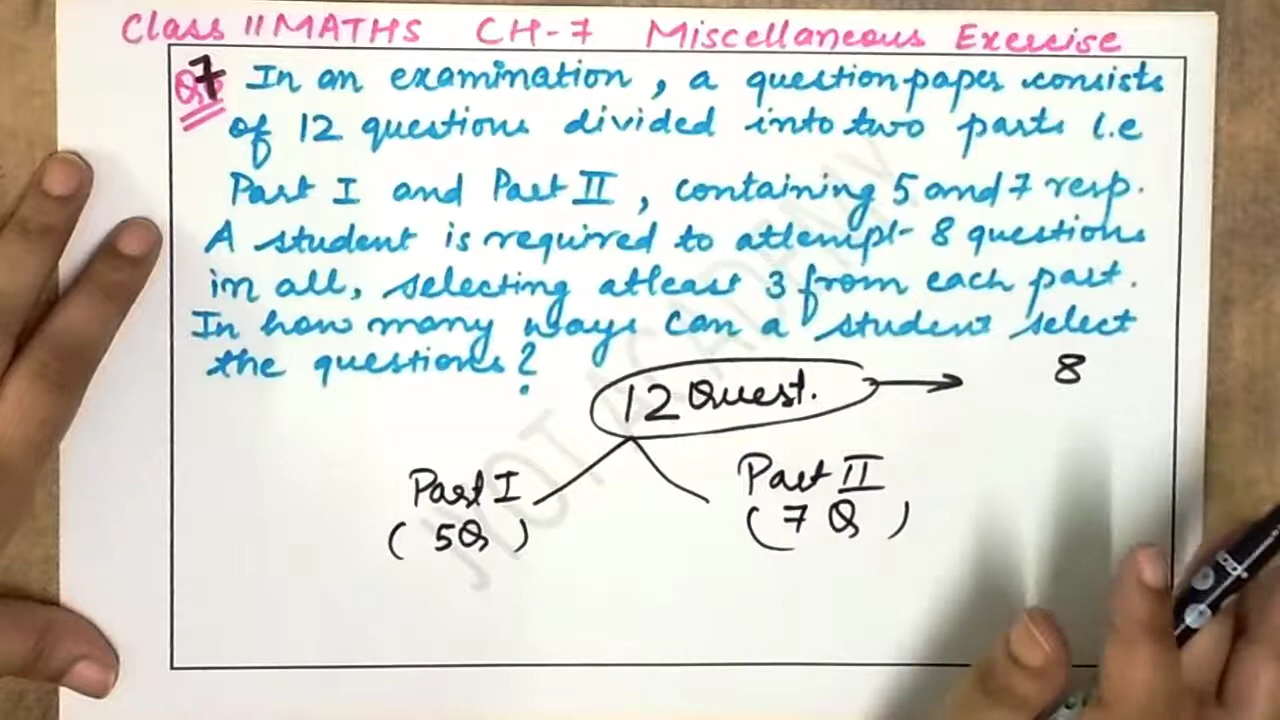 Class 11 MATHS CH-7 Miscellaneous Exercise
Q7 In an examination, a question paper consists
of 12 questions divided into two parts i.e
Part I and Part II, containing 5 and 7 resp.
A student is required to attempt 8 questions
in all, selecting atleast 3 from each part.
In how many ways can a student select
the questions?
12 Quest. → 8
Part I Part II
(5Q) (7 Q)
JYOT ACADEMY